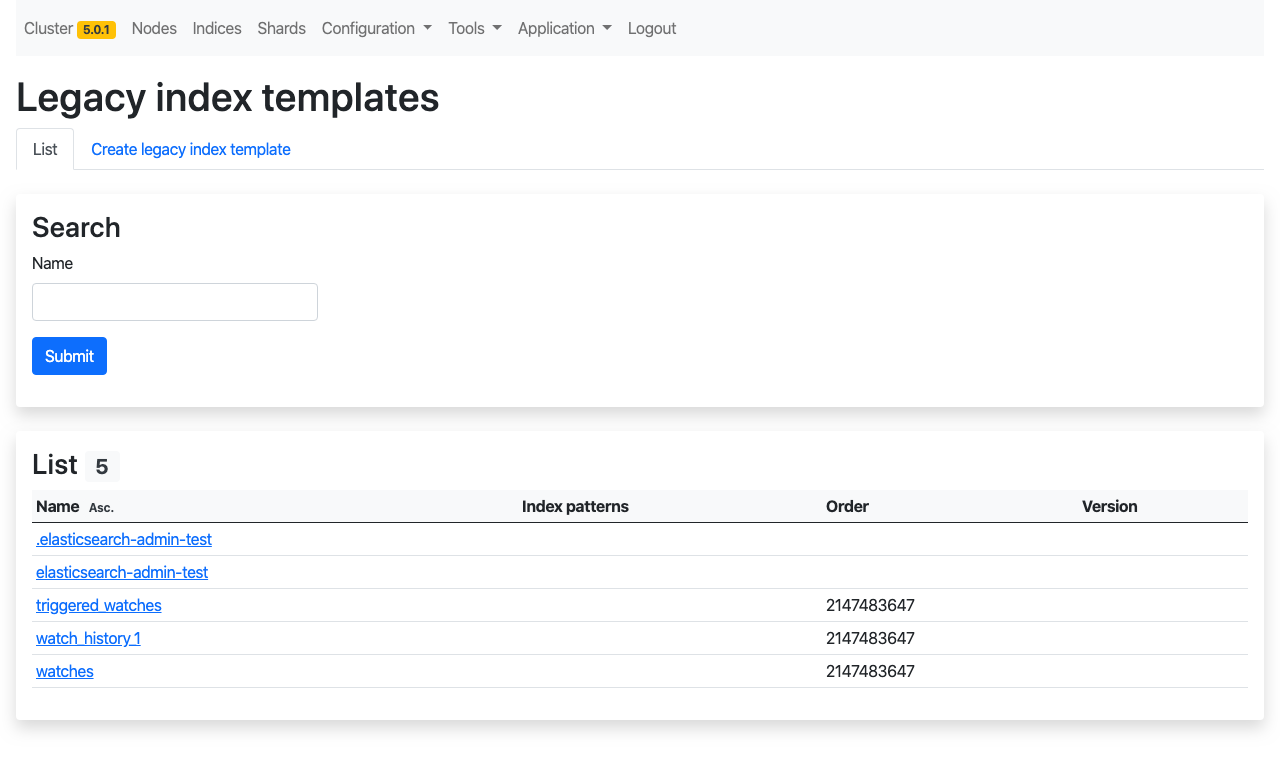 Cluster 5.0.1 Nodes Indices Shards Configuration Tools Application Logout
Legacy index templates
List Create legacy index template
Search
Name
Submit
List 5
Name Asc. Index patterns Order Version
.elasticsearch-admin-test
elasticsearch-admin-test
triggered_watches 2147483647
watch_history_1 2147483647
watches 2147483647